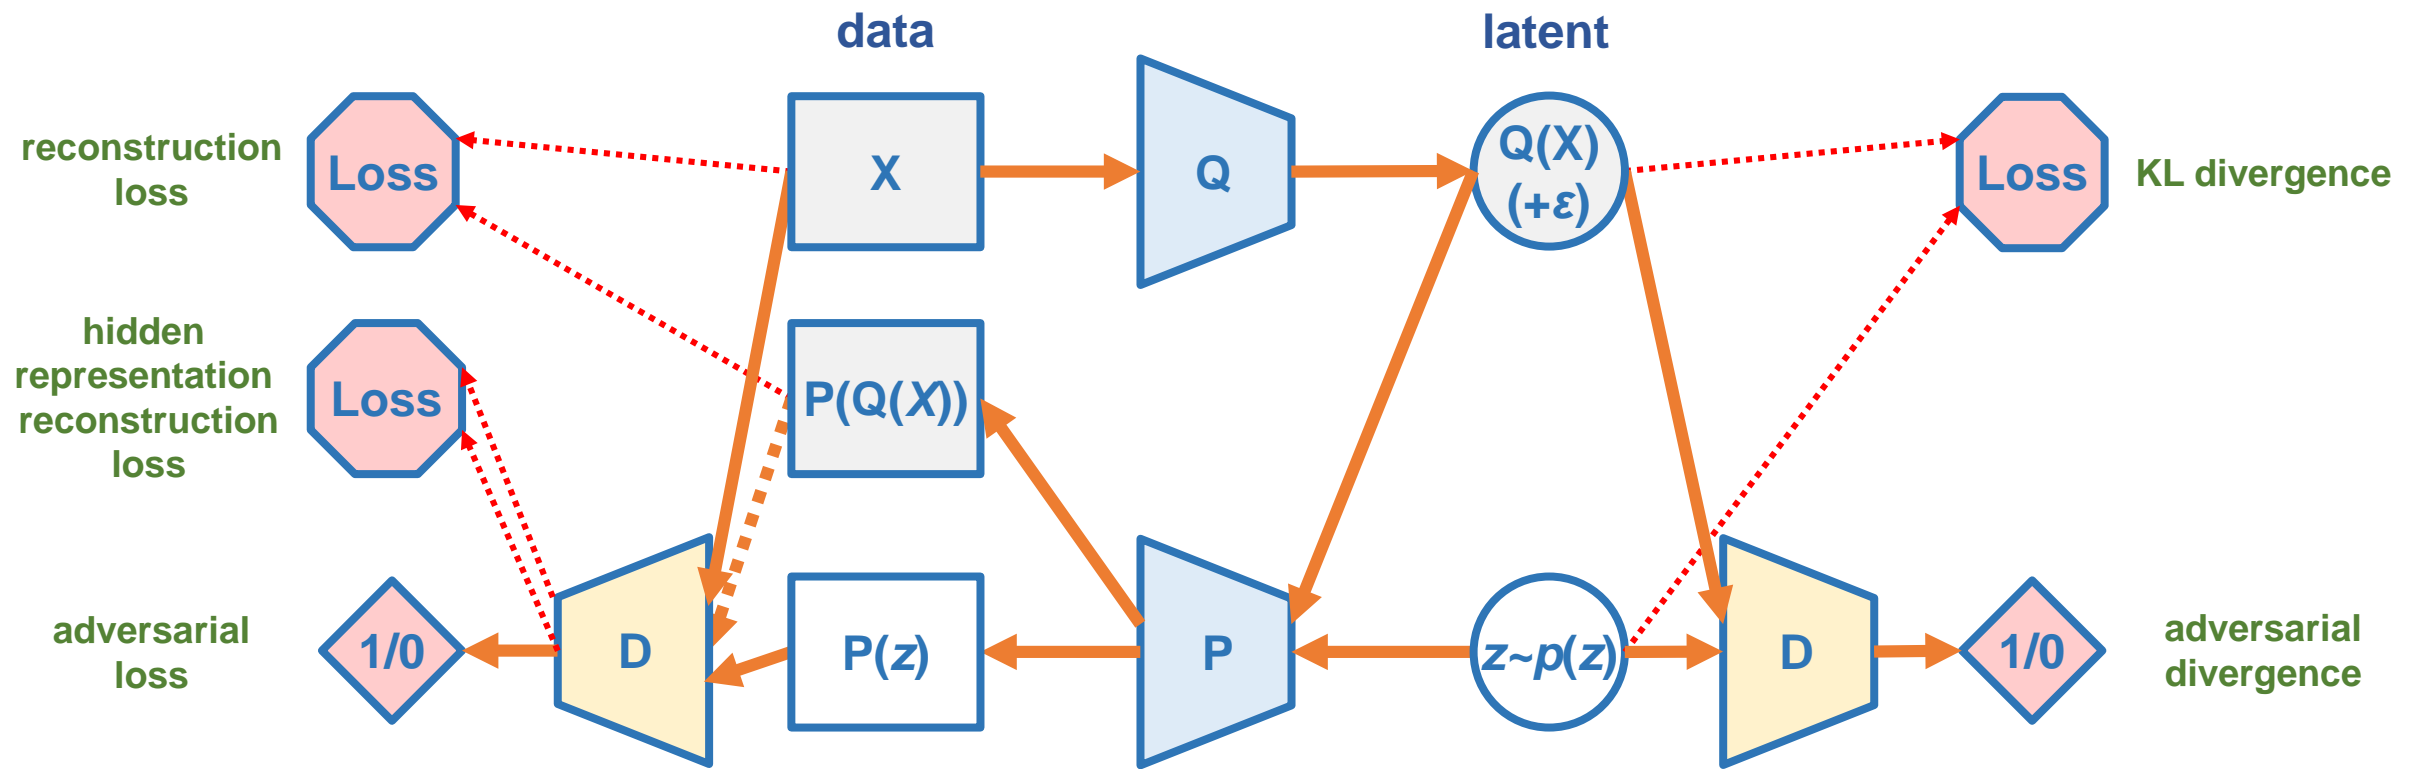 data
latent
reconstruction
loss
Loss
X
Q
Q(X)
(+ε)
Loss
KL divergence
hidden
representation
reconstruction
loss
Loss
P(Q(X))
adversarial
loss
1/0
D
P(z)
P
z~p(z)
D
1/0
adversarial
divergence